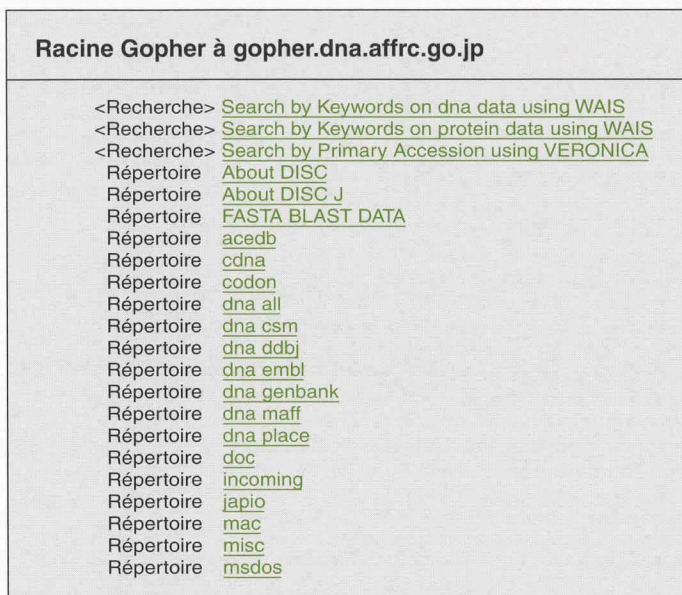 Racine Gopher à gopher.dna.affrc.go.jp
<Recherche> Search by Keywords on dna data using WAIS
<Recherche> Search by Keywords on protein data using WAIS
<Recherche> Search by Primary Accession using VERONICA
Répertoire About DISC
Répertoire About DISC J
Répertoire FASTA BLAST DATA
Répertoire acedb
Répertoire cdna
Répertoire codon
Répertoire dna all
Répertoire dna csm
Répertoire dna ddbj
Répertoire dna embl
Répertoire dna genbank
Répertoire dna maff
Répertoire dna place
Répertoire doc
Répertoire incoming
Répertoire japio
Répertoire mac
Répertoire misc
Répertoire msdos